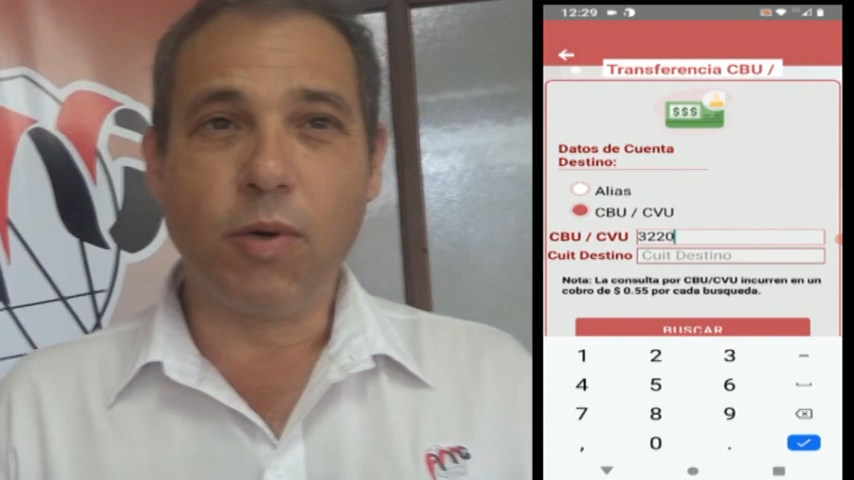 12:29
Transferencia CBU /
$$$
Datos de Cuenta
Destino:
Alias
CBU / CVU
CBU / CVU 3220
Cuit Destino Cuit Destino
Nota: La consulta por CBU/CVU incurren en un
cobro de $ 0.55 por cada busqueda.
BUSCAR
1 2 3 -
4 5 6
7 8 9
, 0 .